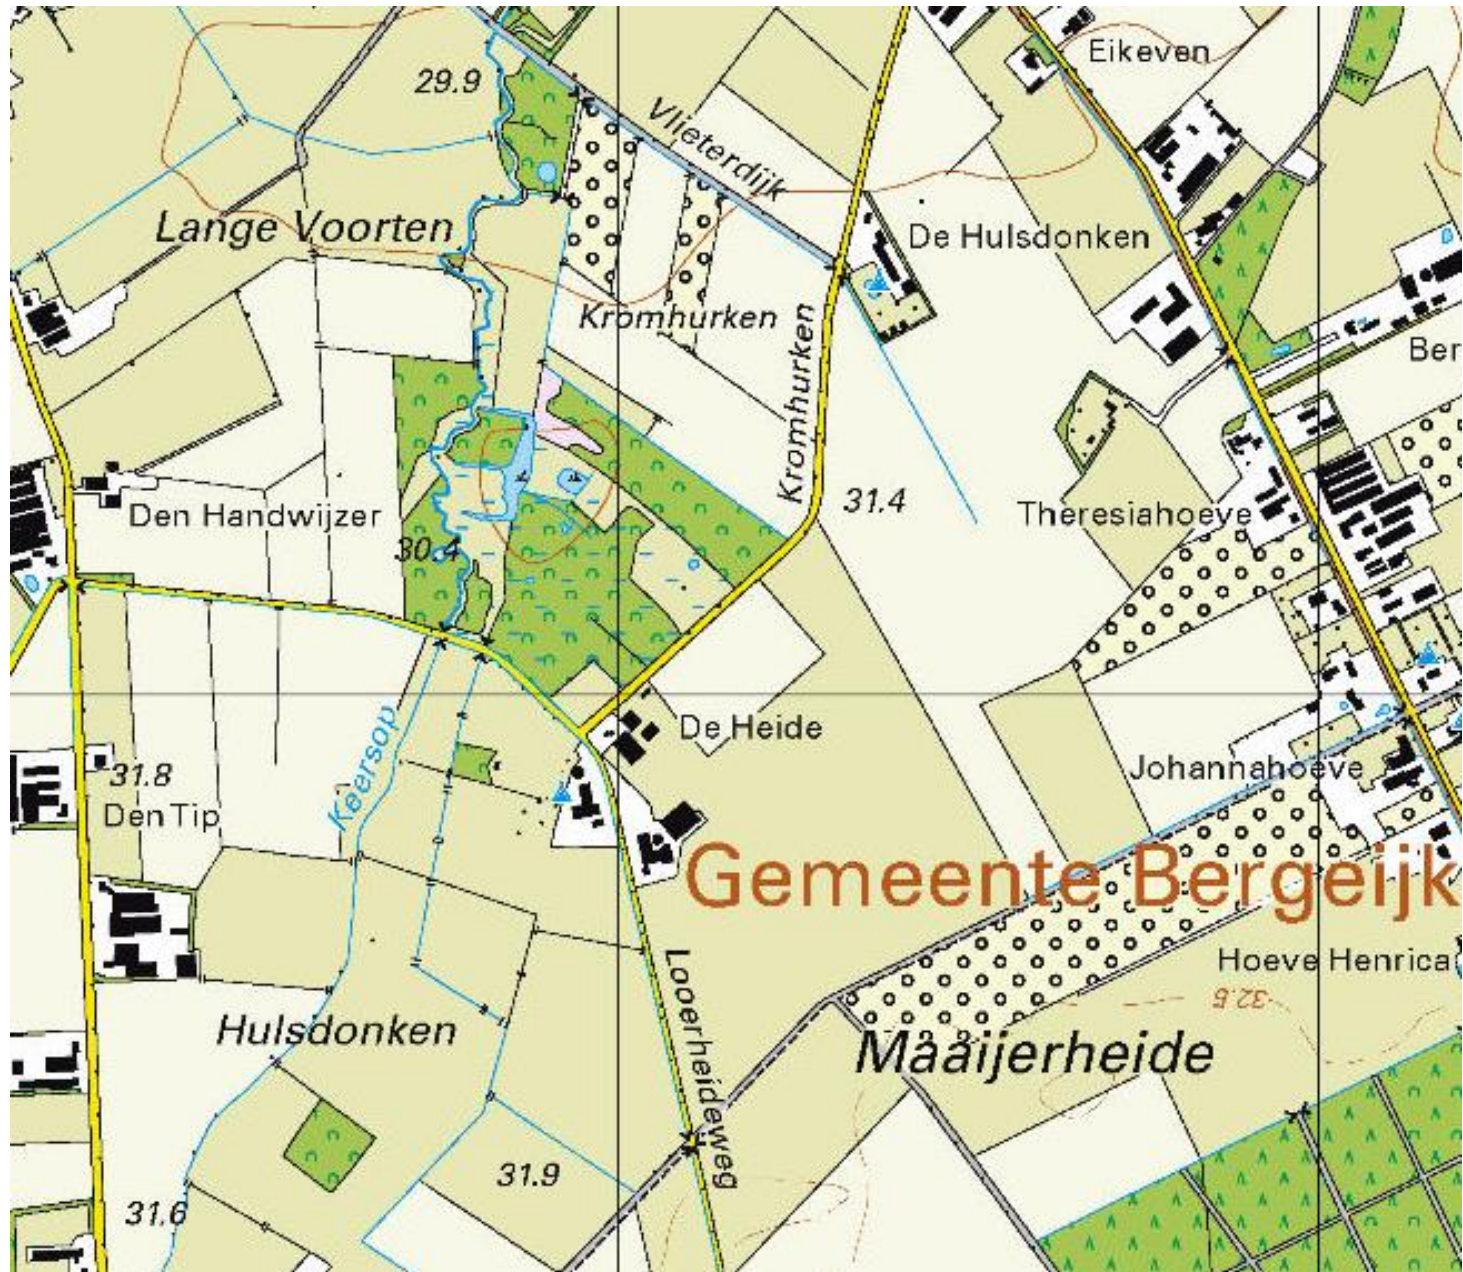 Eikeven
29.9
Vlieterdijk
Lange Voorten
De Hulsdonken
Kromhurken
Kromhurken
Ber
31.4
Den Handwijzer
Theresiahoeve
30.4
De Heide
Keersop
31.8
Johannahoeve
Den Tip
Gemeente Bergeijk
Looerheideweg
Hoeve Henrica
32.5
Hulsdonken
Maaijerheide
31.9
31.6